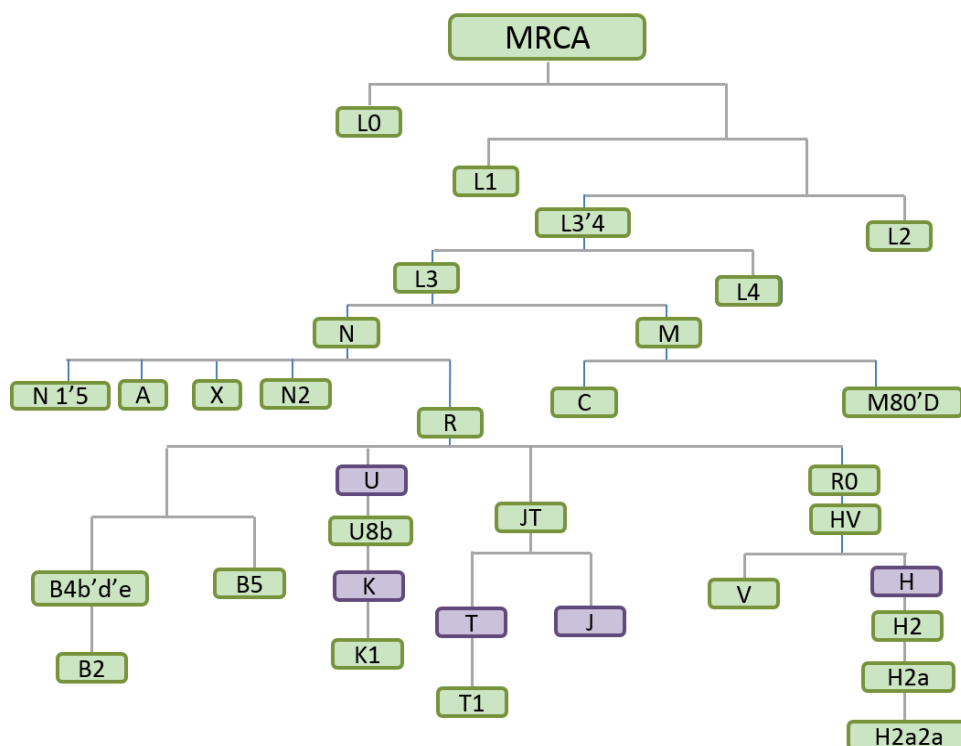 MRCA
L0
L1
L3’4
L2
L3
L4
N
M
N 1’5
A
X
N2
C
M80’D
R
U
R0
U8b
JT
HV
B4b’d’e
B5
K
V
H
T
J
H2
B2
K1
H2a
T1
H2a2a